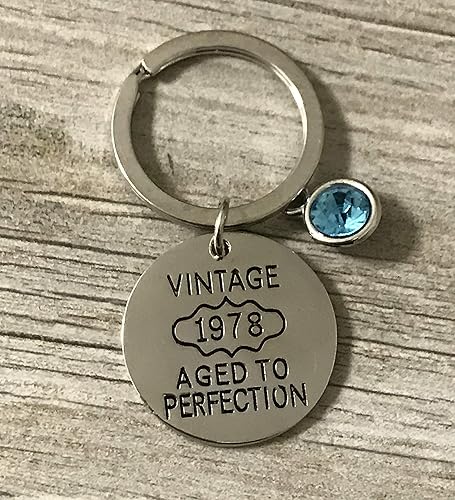 VINTAGE
1978
AGED TO
PERFECTION